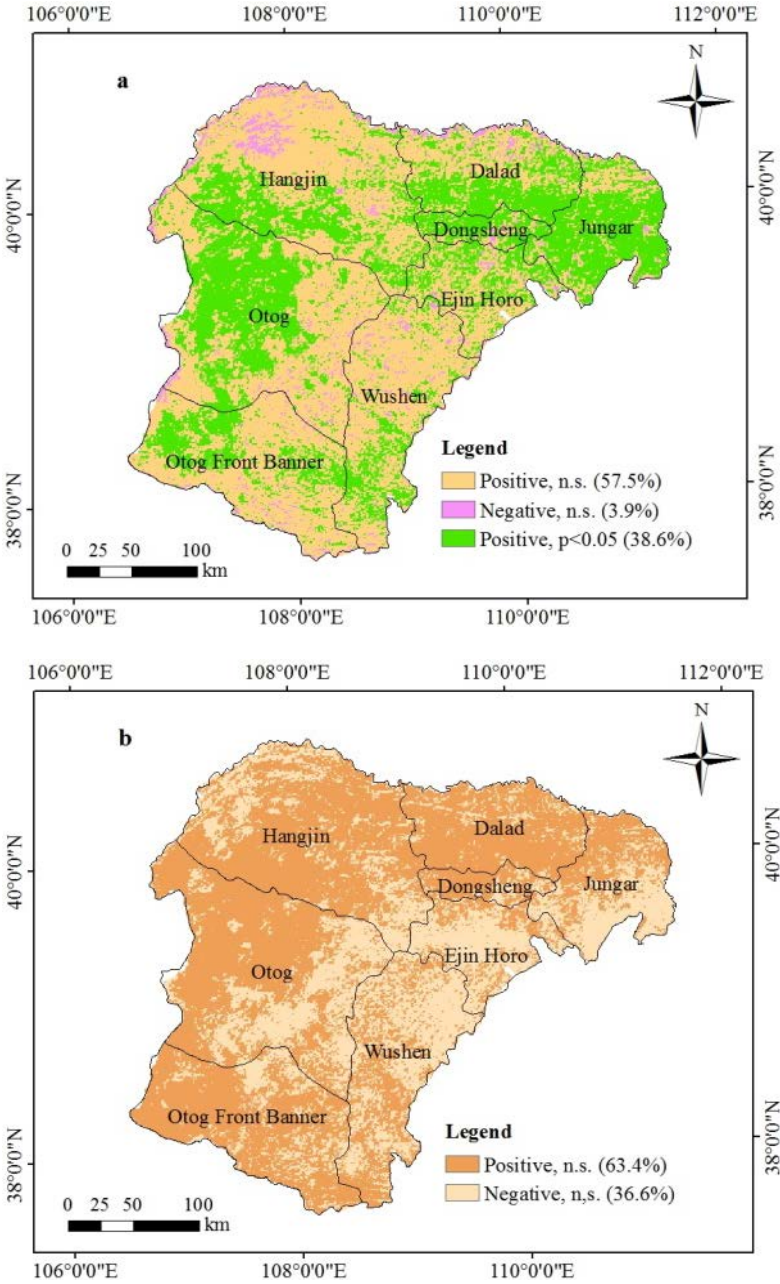 106°0'0"E 108°0'0"E 110°0'0"E 112°0'0"E
a
N
40°0'0"N
40°0'0"N
38°0'0"N
38°0'0"N
Hangjin
Dalad
Dongsheng
Jungar
Otog
Ejin Horo
Wushen
Otog Front Banner
Legend
Positive, n.s. (57.5%)
Negative, n.s. (3.9%)
Positive, p<0.05 (38.6%)
0 25 50 100
km
106°0'0"E 108°0'0"E 110°0'0"E
106°0'0"E 108°0'0"E 110°0'0"E 112°0'0"E
b
N
40°0'0"N
40°0'0"N
38°0'0"N
38°0'0"N
Hangjin
Dalad
Dongsheng
Jungar
Otog
Ejin Horo
Wushen
Otog Front Banner
Legend
Positive, n.s. (63.4%)
Negative, n,s. (36.6%)
0 25 50 100
km
106°0'0"E 108°0'0"E 110°0'0"E